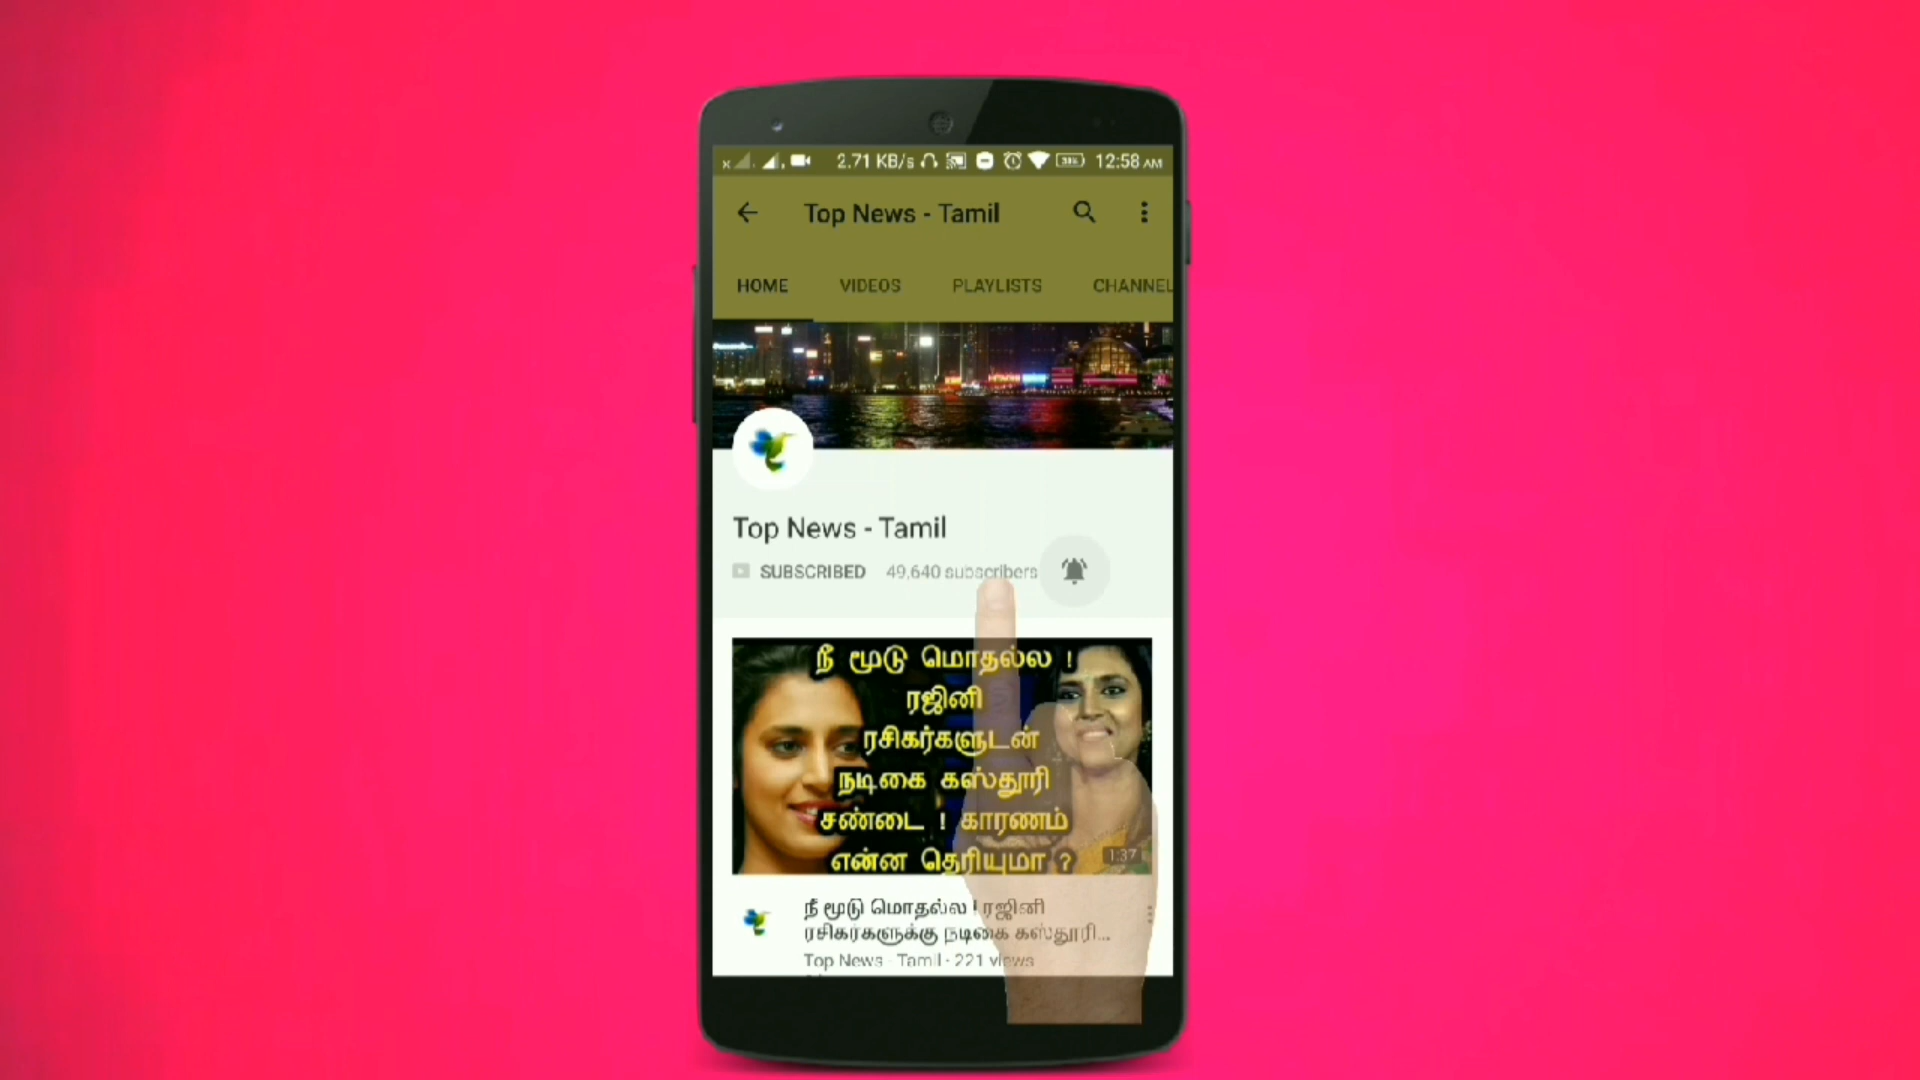 2.71 KB/s 12:58 AM
Top News - Tamil
HOME VIDEOS PLAYLISTS CHANNEL
Top News - Tamil
SUBSCRIBED 49,640 subscribers
நீ மூடு மொதல்ல !
ரஜினி
ரசிகர்களுடன்
நடிகை கஸ்தூரி
சண்டை ! காரணம்
என்ன தெரியுமா ?
1:37
நீ மூடு மொதல்ல ! ரஜினி
ரசிகர்களுக்கு நடிகை கஸ்தூரி...
Top News - Tamil · 221 views